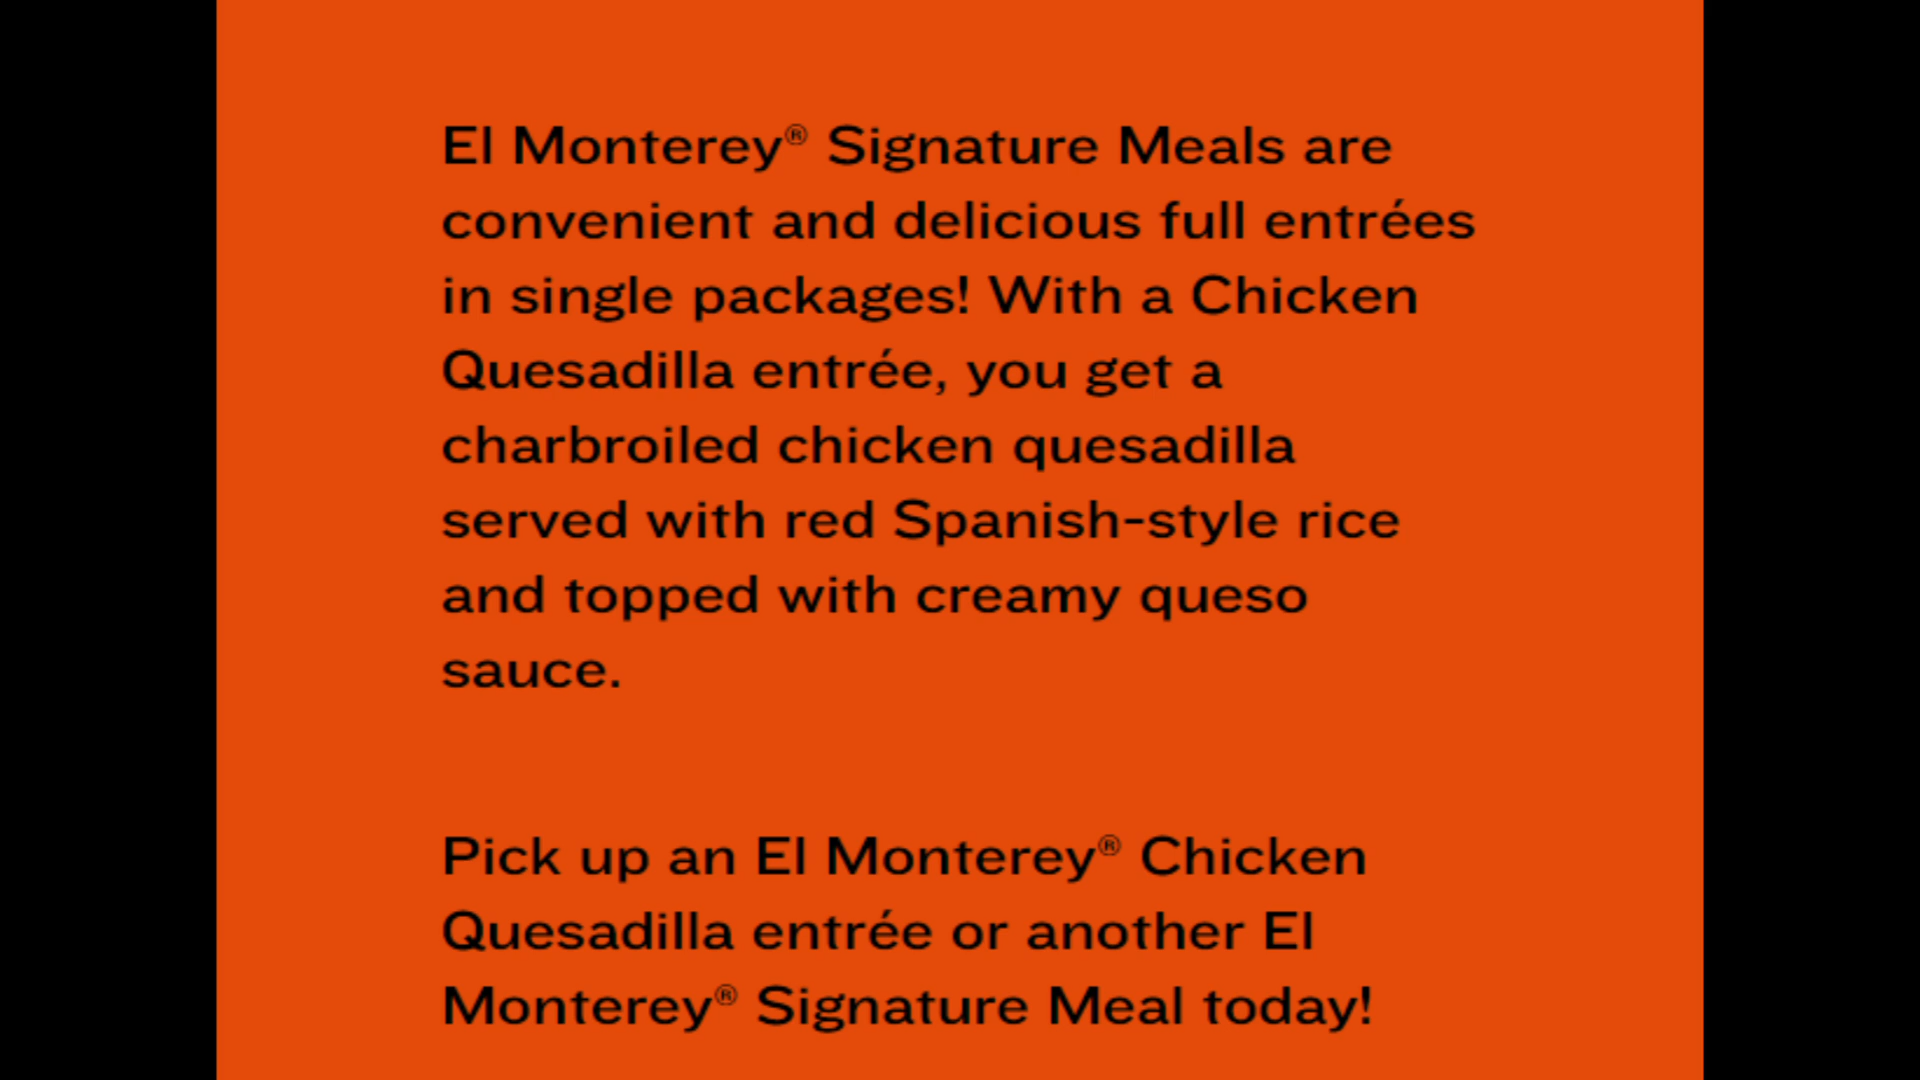 El Monterey® Signature Meals are
convenient and delicious full entrées
in single packages! With a Chicken
Quesadilla entrée, you get a
charbroiled chicken quesadilla
served with red Spanish-style rice
and topped with creamy queso
sauce.
Pick up an El Monterey® Chicken
Quesadilla entrée or another El
Monterey® Signature Meal today!